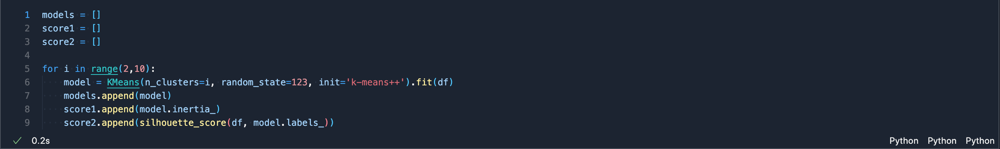 1 models = []
2 score1 = []
3 score2 = []
4
5 for i in range(2,10):
6     model = KMeans(n_clusters=i, random_state=123, init='k-means++').fit(df)
7     models.append(model)
8     score1.append(model.inertia_)
9     score2.append(silhouette_score(df, model.labels_))
0.2s Python Python Python